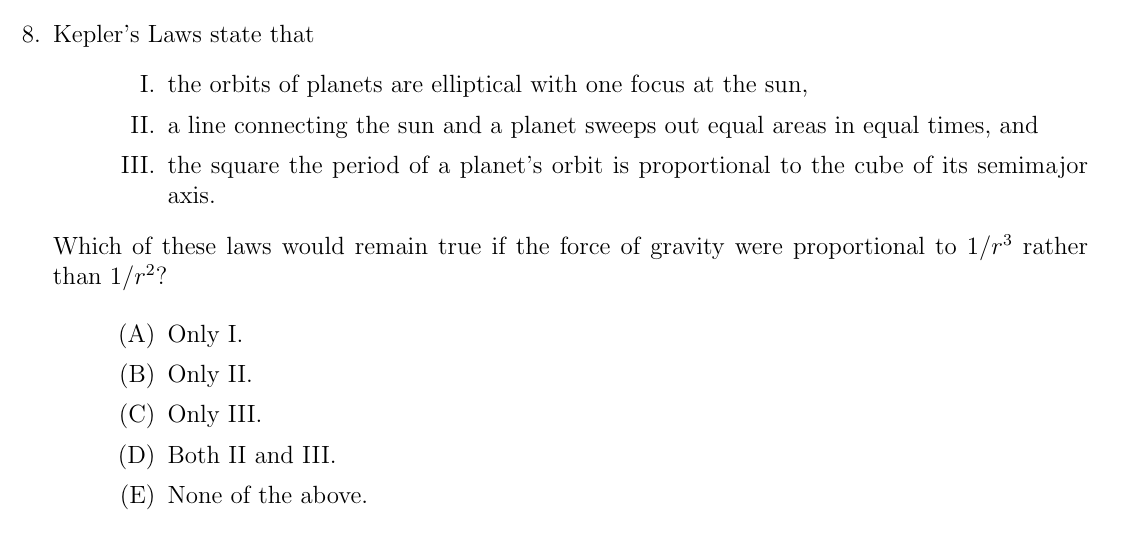 8. Kepler's Laws state that
I. the orbits of planets are elliptical with one focus at the sun,
II. a line connecting the sun and a planet sweeps out equal areas in equal times, and
III. the square the period of a planet's orbit is proportional to the cube of its semimajor
axis.
Which of these laws would remain true if the force of gravity were proportional to 1/r³ rather
than 1/r²?
(A) Only I.
(B) Only II.
(C) Only III.
(D) Both II and III.
(E) None of the above.